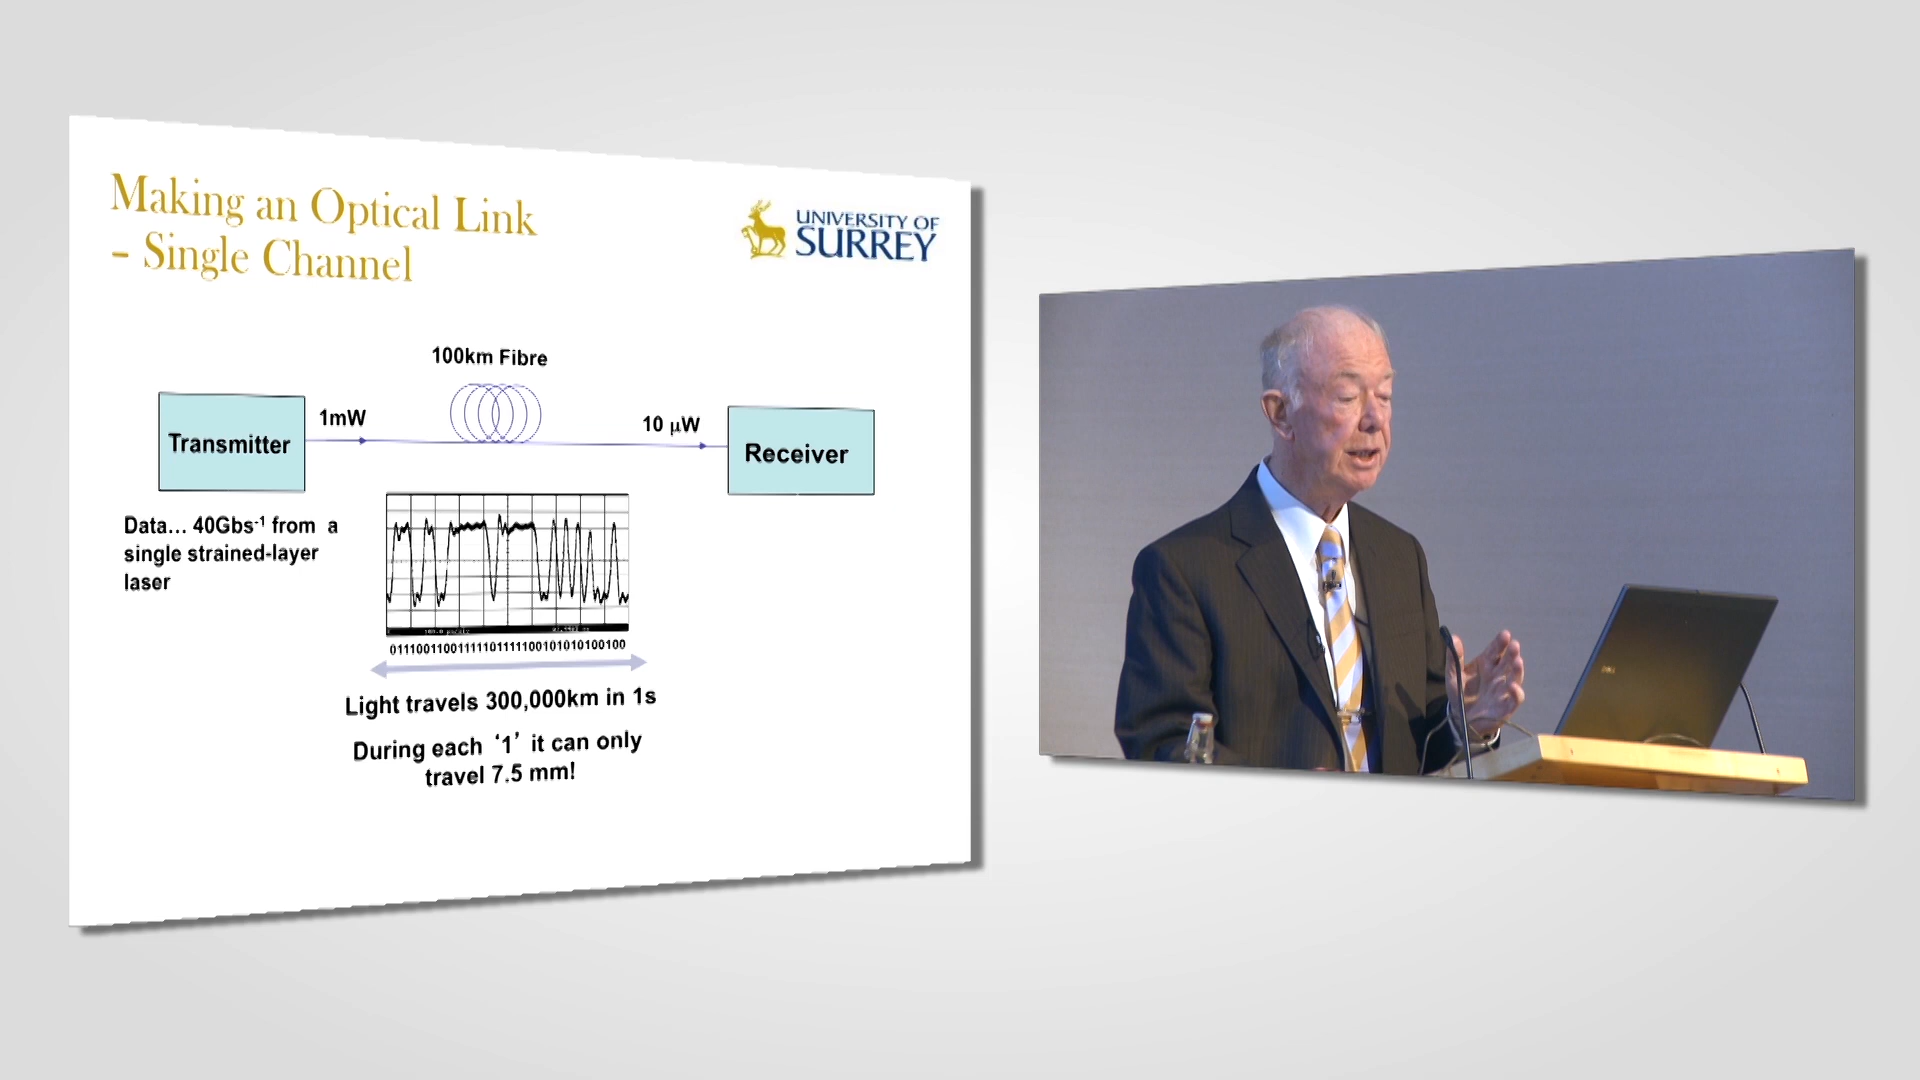 Making an Optical Link
– Single Channel
UNIVERSITY OF
SURREY
100km Fibre
1mW
10 µW
Transmitter
Receiver
Data... 40Gbs-1 from a
single strained-layer
laser
Light travels 300,000km in 1s
During each ‘1’ it can only
travel 7.5 mm!